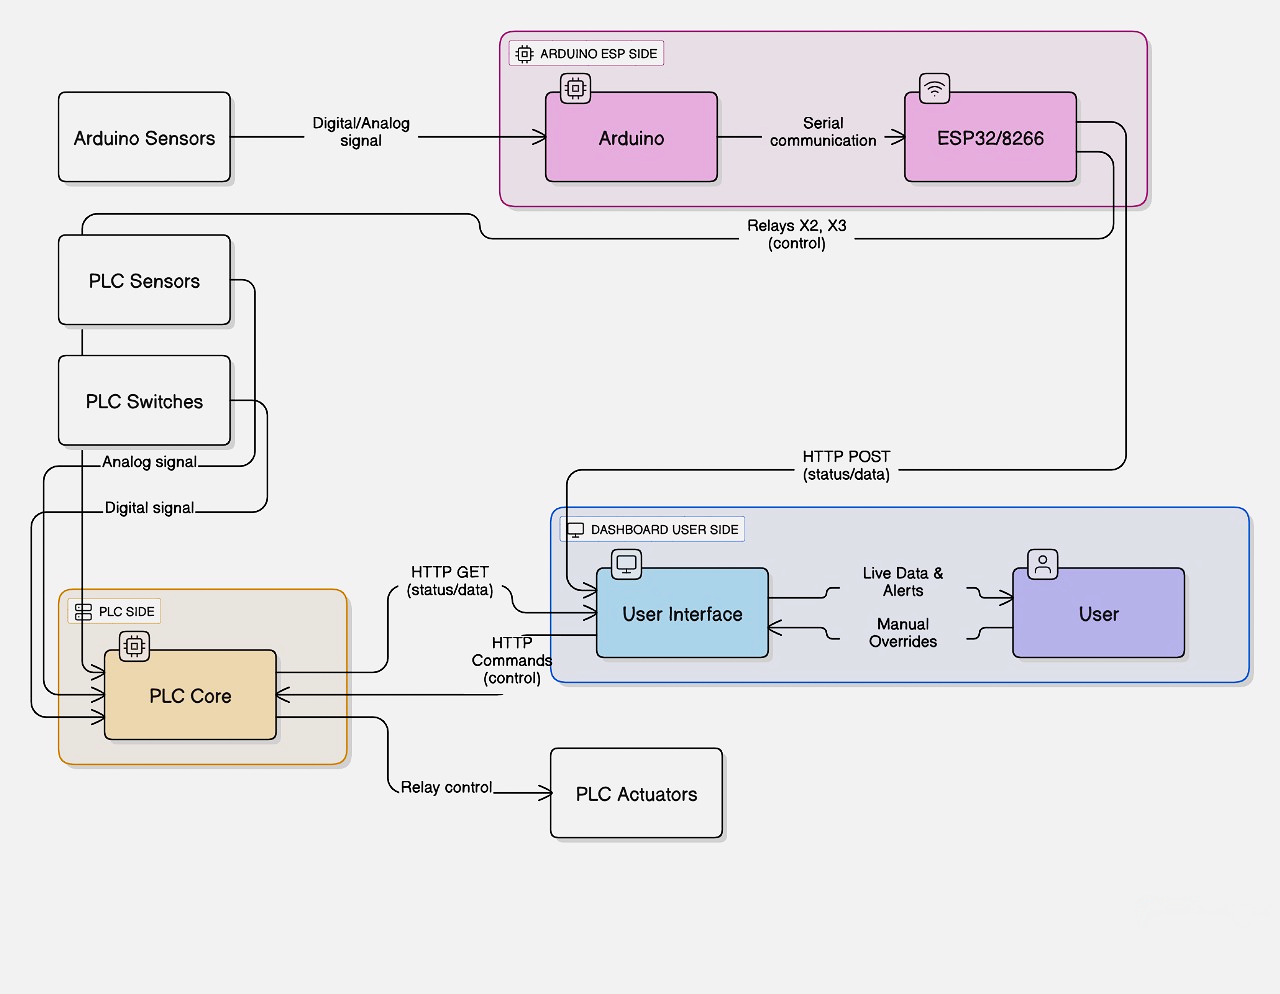 ARDUINO ESP SIDE
Arduino Sensors
Digital/Analog
signal
Arduino
Serial
communication
ESP32/8266
Relays X2, X3
(control)
PLC Sensors
PLC Switches
Analog signal
Digital signal
HTTP POST
(status/data)
DASHBOARD USER SIDE
HTTP GET
(status/data)
User Interface
Live Data &
Alerts
Manual
Overrides
User
PLC SIDE
PLC Core
HTTP
Commands
(control)
Relay control
PLC Actuators